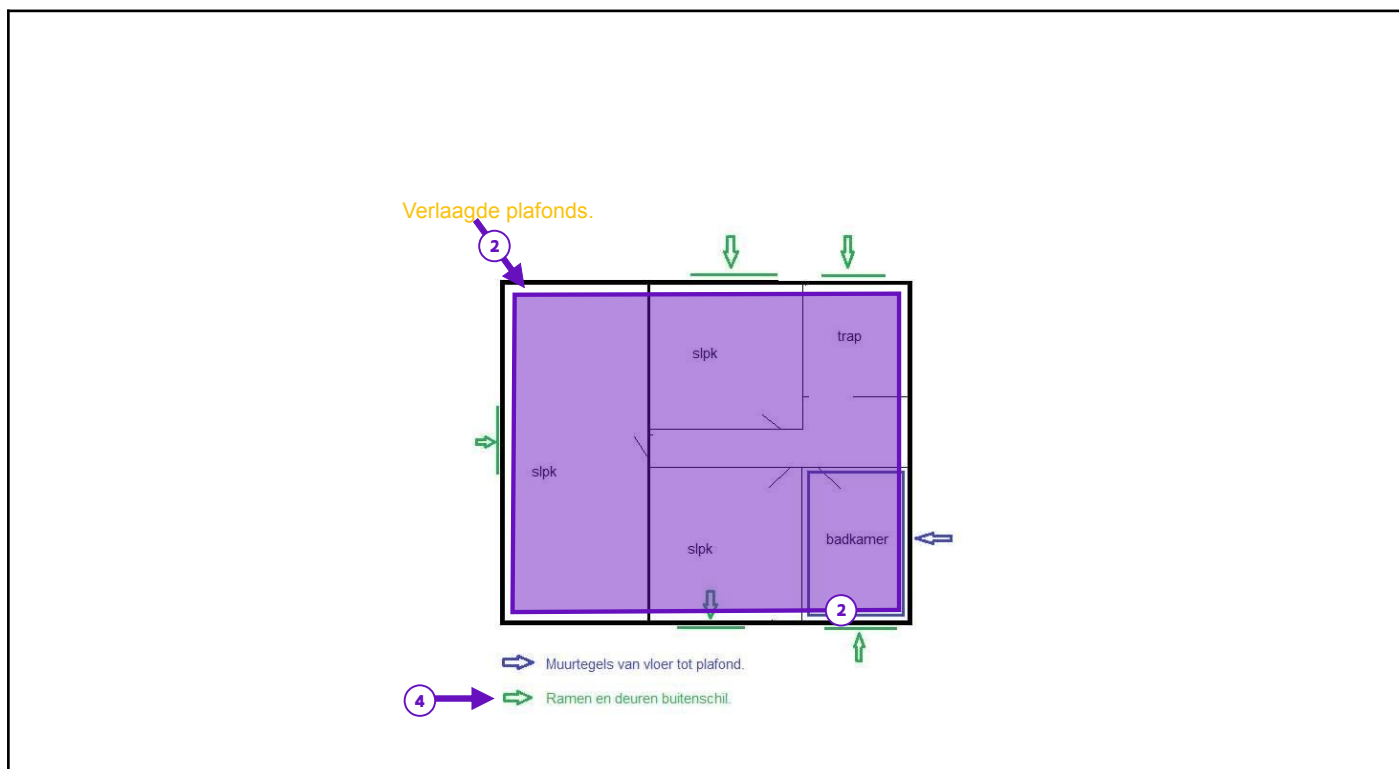 Verlaagde plafonds.
2
trap
slpk
slpk
badkamer
slpk
2
Muurtegels van vloer tot plafond.
4
Ramen en deuren buitenschil.